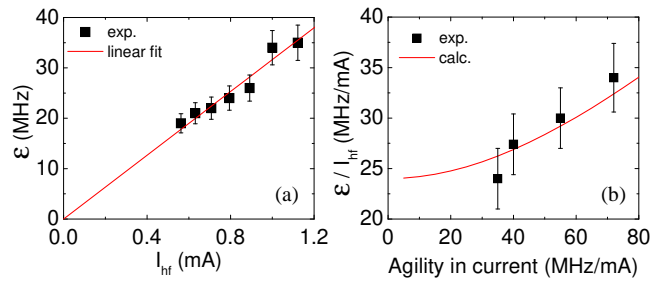 40
30
20
10
0
ε (MHz)
exp.
linear fit
(a)
0.0 0.4 0.8 1.2
I_hf (mA)
40
35
30
25
20
ε / I_hf (MHz/mA)
exp.
calc.
(b)
0 20 40 60 80
Agility in current (MHz/mA)